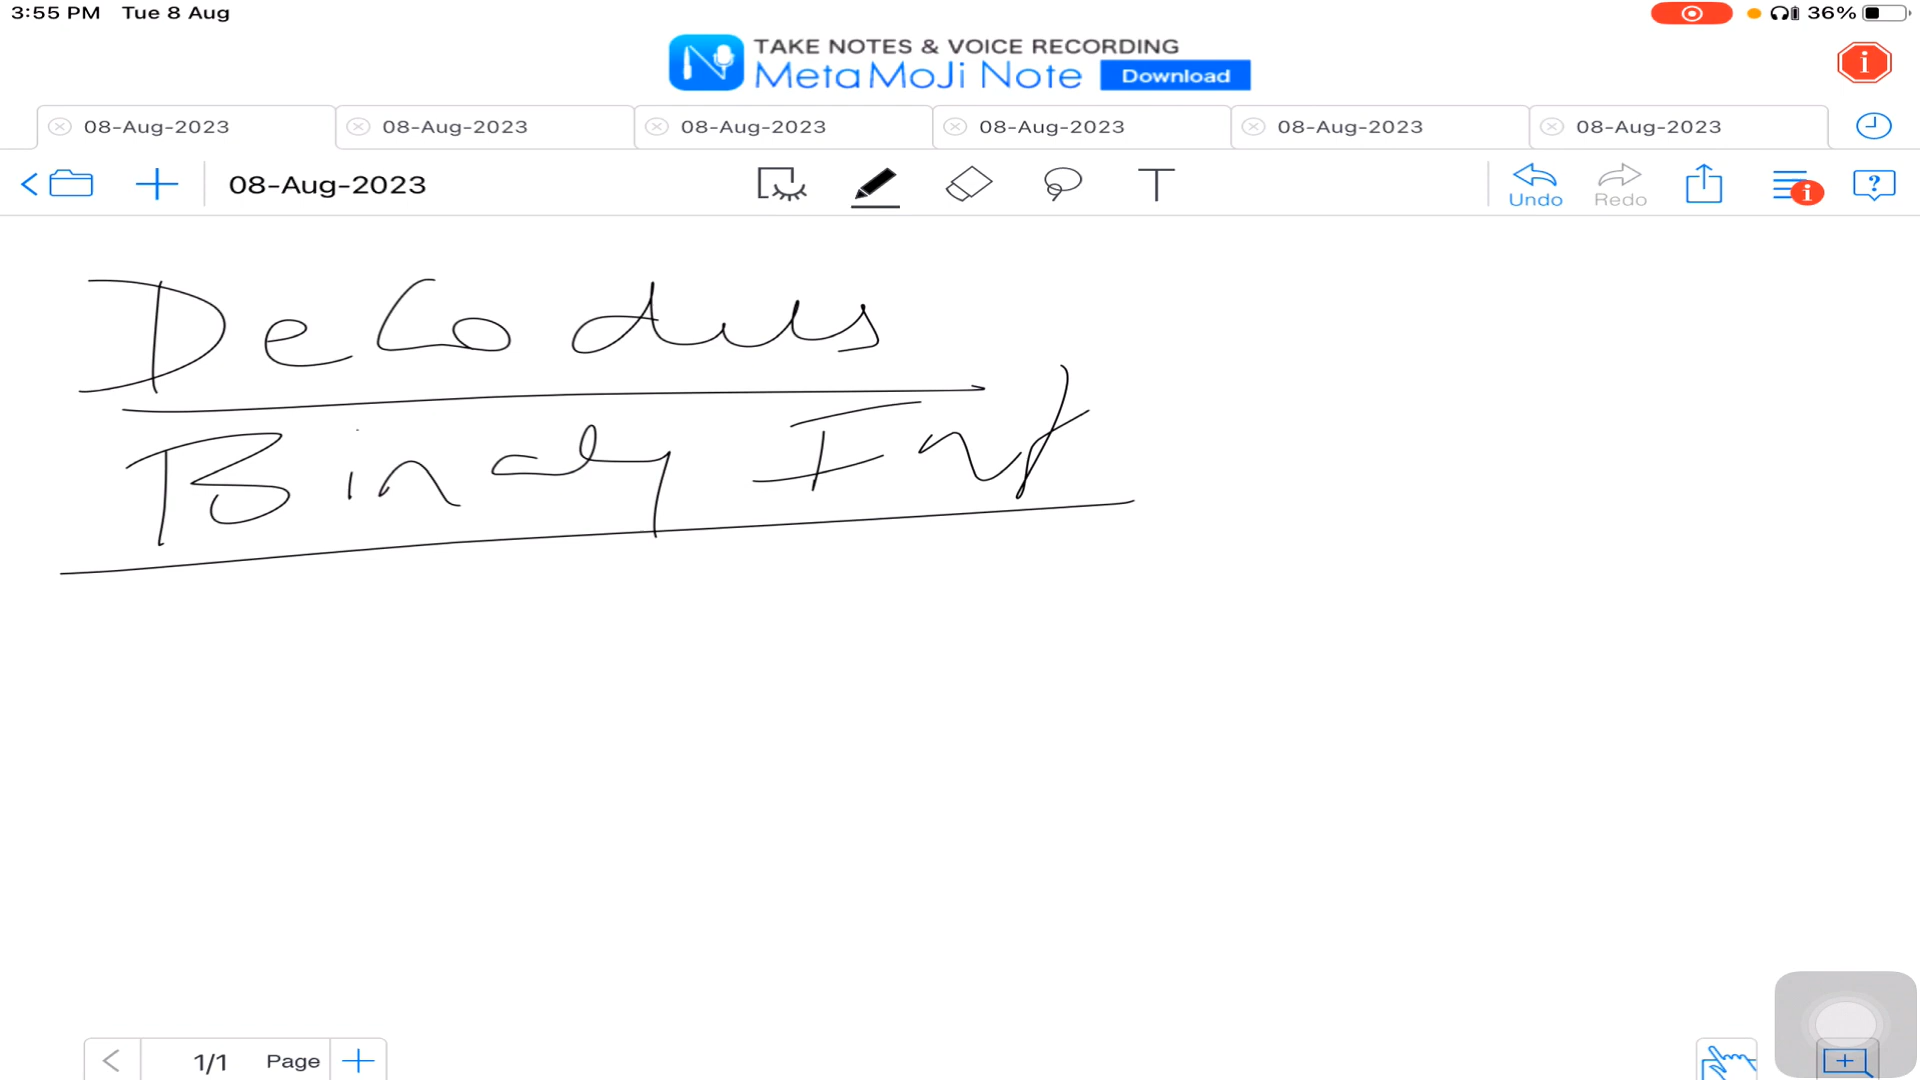 3:55 PM Tue 8 Aug 36%
TAKE NOTES & VOICE RECORDING
MetaMoJi Note Download
08-Aug-2023 08-Aug-2023 08-Aug-2023 08-Aug-2023 08-Aug-2023 08-Aug-2023
08-Aug-2023 T Undo Redo
Decoders
Binary
1/1 Page